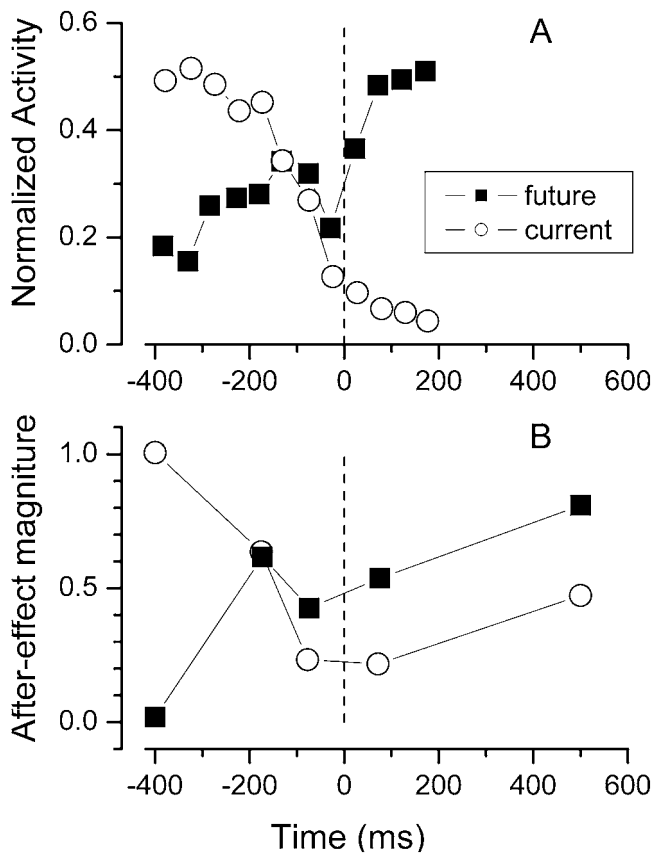 A
0.6
0.4
0.2
0.0
Normalized Activity
future
current
-400 -200 0 200 400 600
B
1.0
0.5
0.0
After-effect magniture
-400 -200 0 200 400 600
Time (ms)